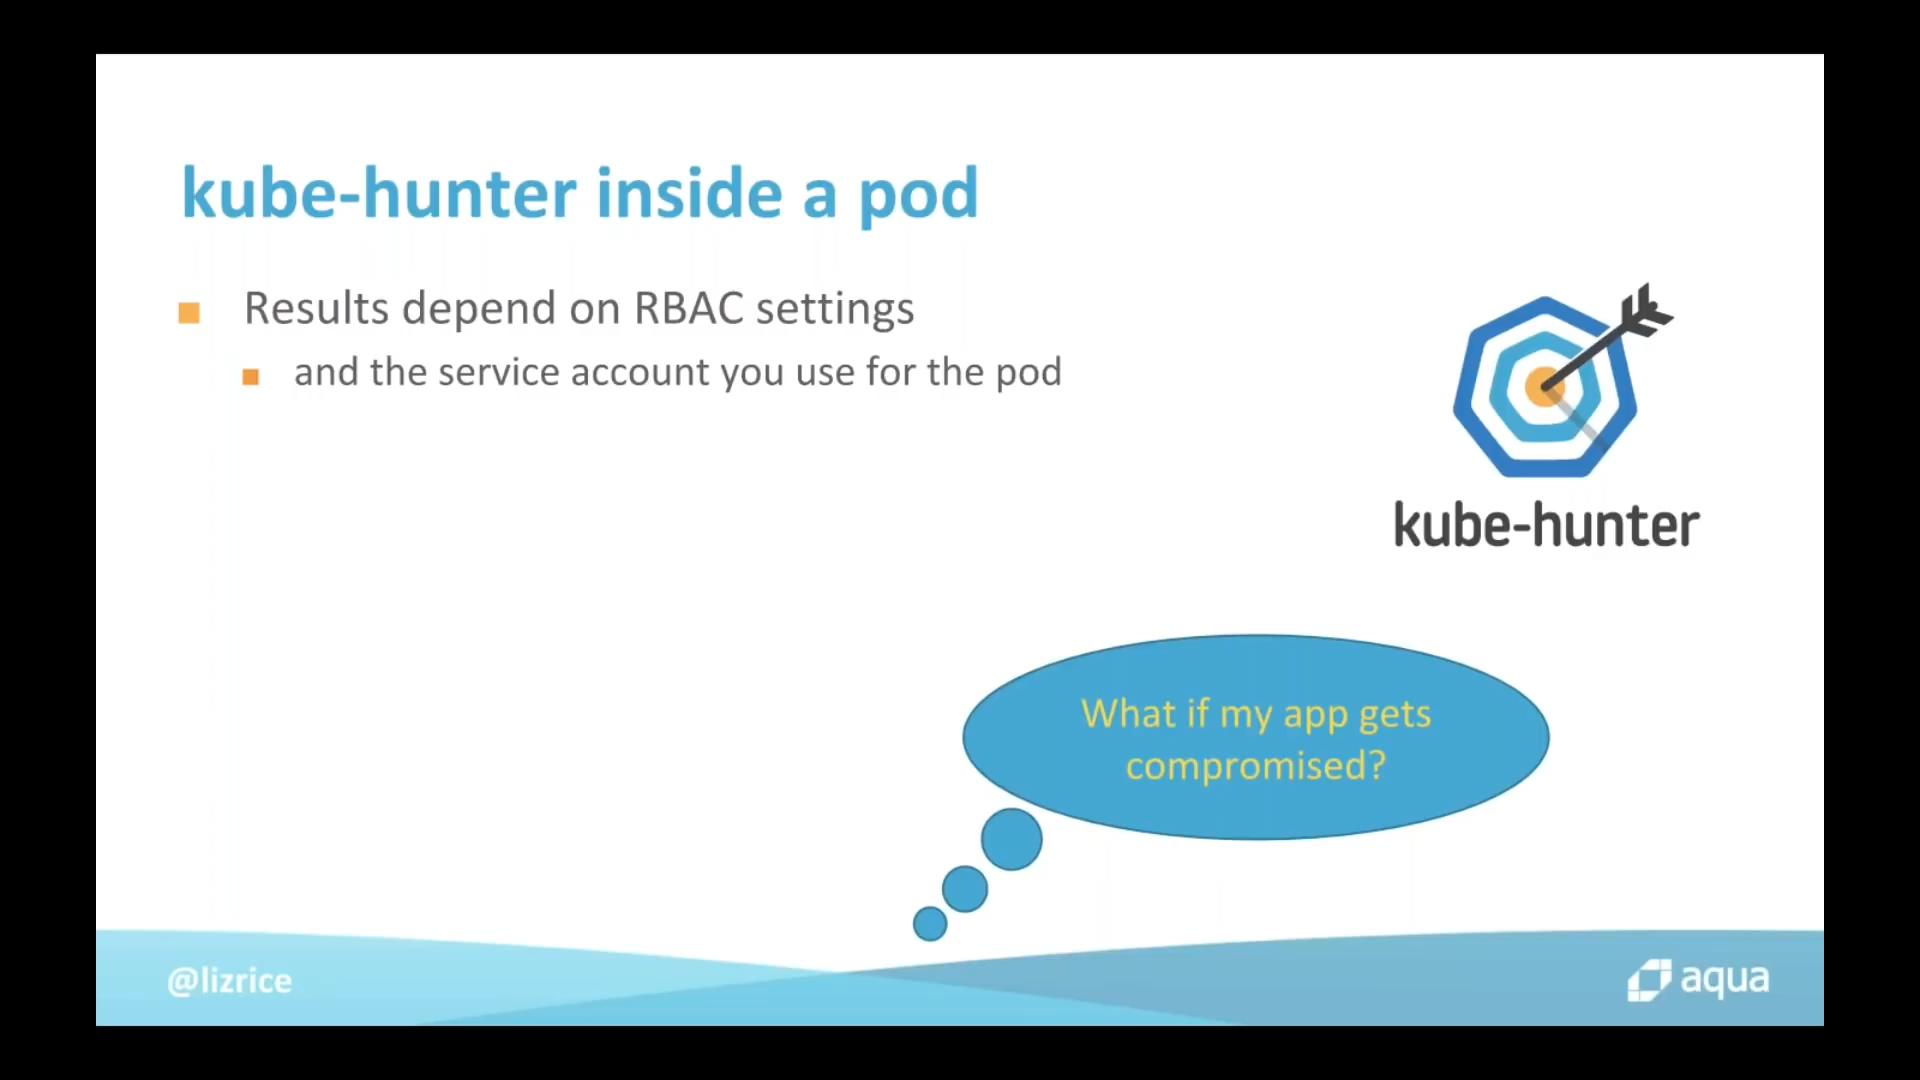 kube-hunter inside a pod
Results depend on RBAC settings
and the service account you use for the pod
kube-hunter
What if my app gets
compromised?
@lizrice
aqua